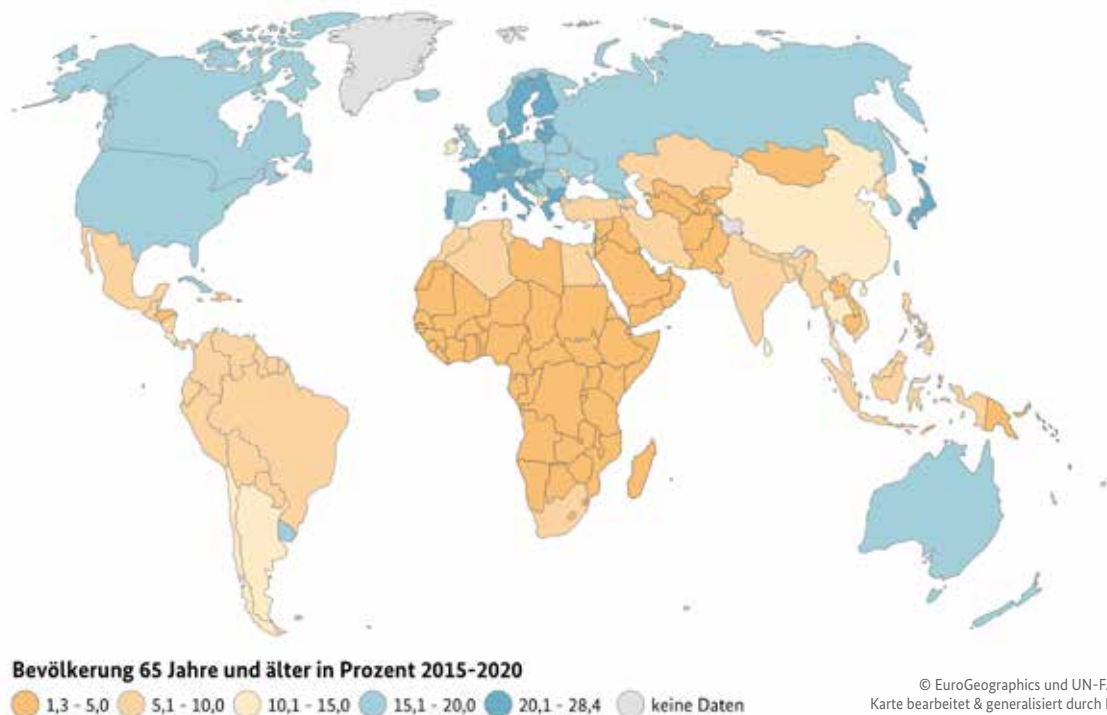 Bevölkerung 65 Jahre und älter in Prozent 2015-2020
1,3 - 5,0 5,1 - 10,0 10,1 - 15,0 15,1 - 20,0 20,1 - 28,4 keine Daten
© EuroGeographics und UN-F
Karte bearbeitet & generalisiert durch